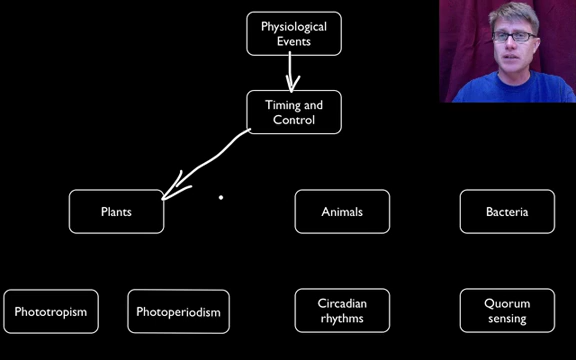 Physiological
Events
Timing and
Control
Plants
Animals
Bacteria
Phototropism
Photoperiodism
Circadian
rhythms
Quorum
sensing